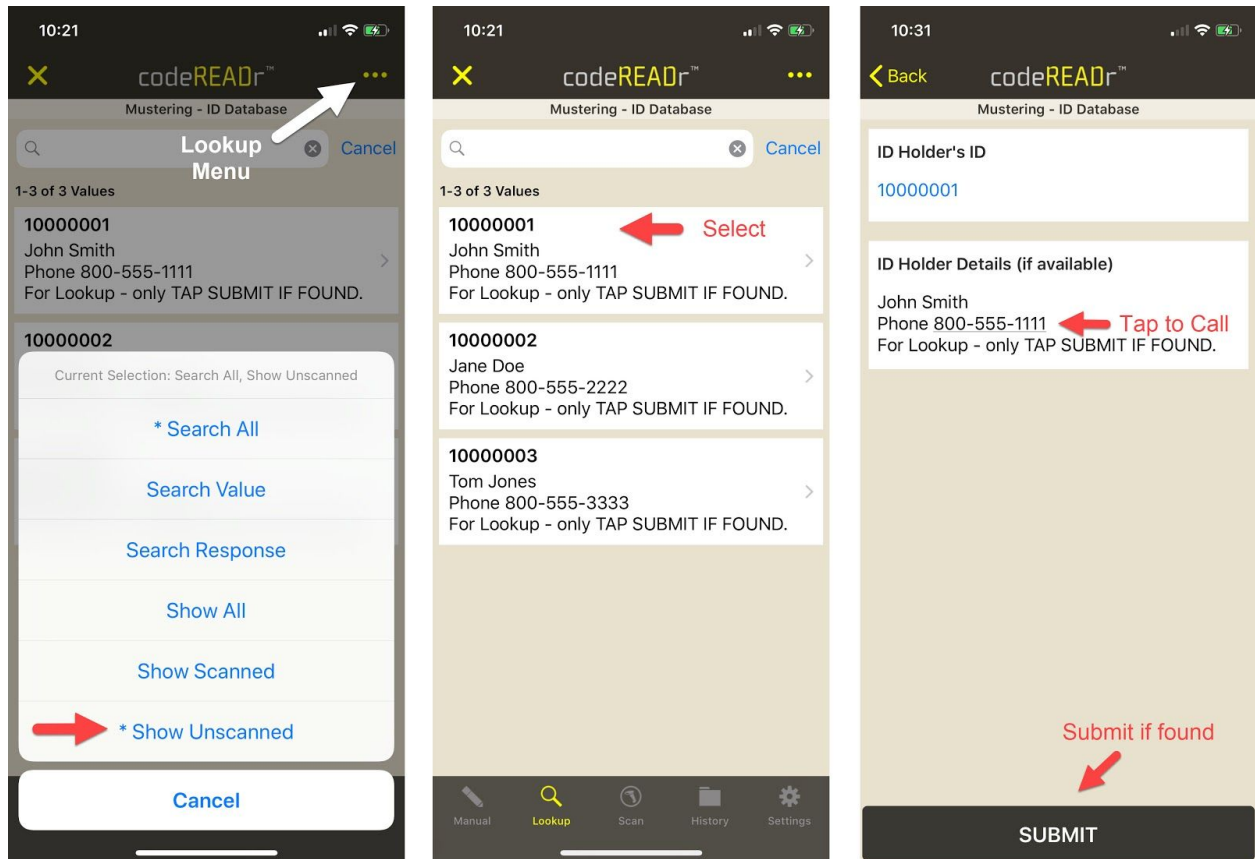 10:21
codeREADr™
Mustering - ID Database
Lookup
Menu
Cancel
1-3 of 3 Values
10000001
John Smith
Phone 800-555-1111
For Lookup - only TAP SUBMIT IF FOUND.
10000002
Current Selection: Search All, Show Unscanned
* Search All
Search Value
Search Response
Show All
Show Scanned
* Show Unscanned
Cancel
10:21
codeREADr™
Mustering - ID Database
Cancel
1-3 of 3 Values
10000001
Select
John Smith
Phone 800-555-1111
For Lookup - only TAP SUBMIT IF FOUND.
10000002
Jane Doe
Phone 800-555-2222
For Lookup - only TAP SUBMIT IF FOUND.
10000003
Tom Jones
Phone 800-555-3333
For Lookup - only TAP SUBMIT IF FOUND.
Manual Lookup Scan History Settings
10:31
Back codeREADr™
Mustering - ID Database
ID Holder's ID
10000001
ID Holder Details (if available)
John Smith
Phone 800-555-1111 Tap to Call
For Lookup - only TAP SUBMIT IF FOUND.
Submit if found
SUBMIT